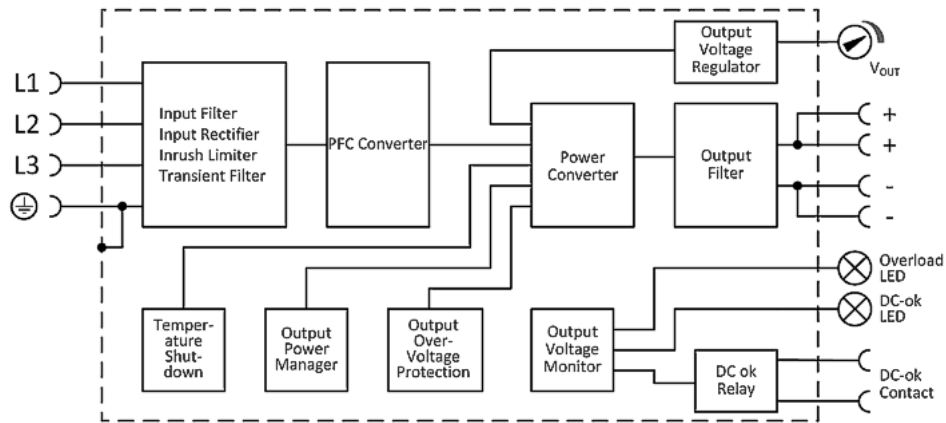 Output
Voltage
Regulator
VOUT
L1
L2
L3
Input Filter
Input Rectifier
Inrush Limiter
Transient Filter
PFC Converter
Power
Converter
Output
Filter
+
+
-
-
Temper-
ature
Shut-
down
Output
Power
Manager
Output
Over-
Voltage
Protection
Output
Voltage
Monitor
DC ok
Relay
Overload
LED
DC-ok
LED
DC-ok
Contact